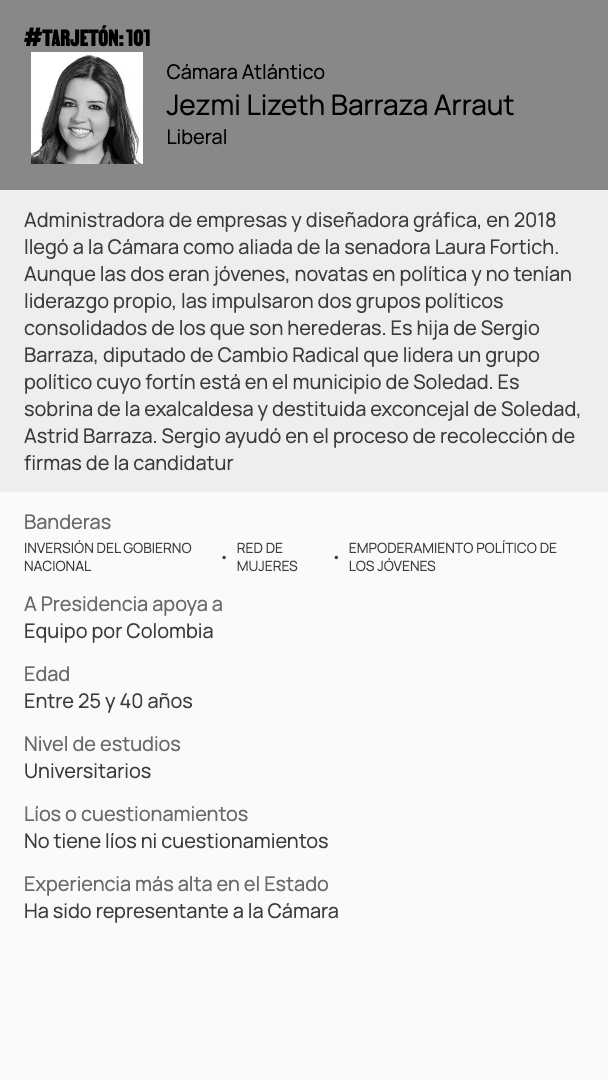 #TARJETÓN: 101
Cámara Atlántico
Jezmi Lizeth Barraza Arraut
Liberal
Administradora de empresas y diseñadora gráfica, en 2018
llegó a la Cámara como aliada de la senadora Laura Fortich.
Aunque las dos eran jóvenes, novatas en política y no tenían
liderazgo propio, las impulsaron dos grupos políticos
consolidados de los que son herederas. Es hija de Sergio
Barraza, diputado de Cambio Radical que lidera un grupo
político cuyo fortín está en el municipio de Soledad. Es
sobrina de la exalcaldesa y destituida exconcejal de Soledad,
Astrid Barraza. Sergio ayudó en el proceso de recolección de
firmas de la candidatur
Banderas
INVERSIÓN DEL GOBIERNO NACIONAL • RED DE MUJERES • EMPODERAMIENTO POLÍTICO DE LOS JÓVENES
A Presidencia apoya a
Equipo por Colombia
Edad
Entre 25 y 40 años
Nivel de estudios
Universitarios
Líos o cuestionamientos
No tiene líos ni cuestionamientos
Experiencia más alta en el Estado
Ha sido representante a la Cámara